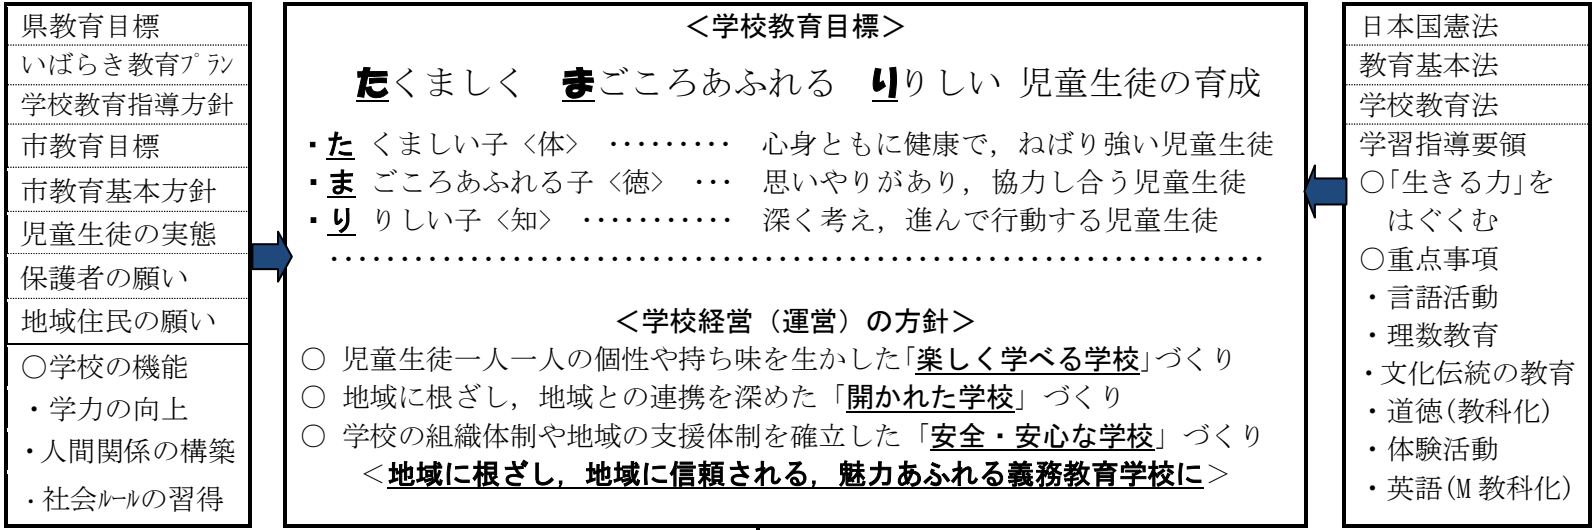 県教育目標
いばらき教育ﾌﾟﾗﾝ
学校教育指導方針
市教育目標
市教育基本方針
児童生徒の実態
保護者の願い
地域住民の願い
○学校の機能
・学力の向上
・人間関係の構築
・社会ﾙｰﾙの習得
＜学校教育目標＞
たくましく　まごころあふれる　りりしい 児童生徒の育成
・た くましい子〈体〉 ‥‥‥‥‥ 心身ともに健康で，ねばり強い児童生徒
・ま ごころあふれる子〈徳〉 … 思いやりがあり，協力し合う児童生徒
・り りしい子〈知〉 ………… 深く考え，進んで行動する児童生徒
………………………………………………………………
＜学校経営（運営）の方針＞
○ 児童生徒一人一人の個性や持ち味を生かした｢楽しく学べる学校｣づくり
○ 地域に根ざし，地域との連携を深めた「開かれた学校」づくり
○ 学校の組織体制や地域の支援体制を確立した「安全・安心な学校」づくり
＜地域に根ざし，地域に信頼される，魅力あふれる義務教育学校に＞
日本国憲法
教育基本法
学校教育法
学習指導要領
○｢生きる力｣を
はぐくむ
○重点事項
・言語活動
・理数教育
・文化伝統の教育
・道徳(教科化)
・体験活動
・英語(M 教科化)